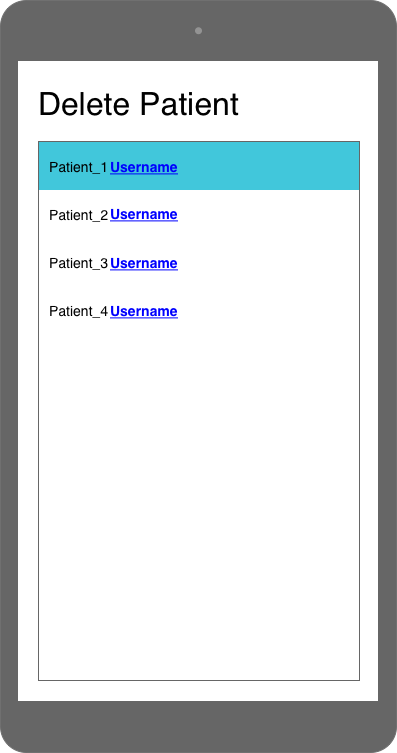 Delete Patient
Patient_1 Username
Patient_2 Username
Patient_3 Username
Patient_4 Username